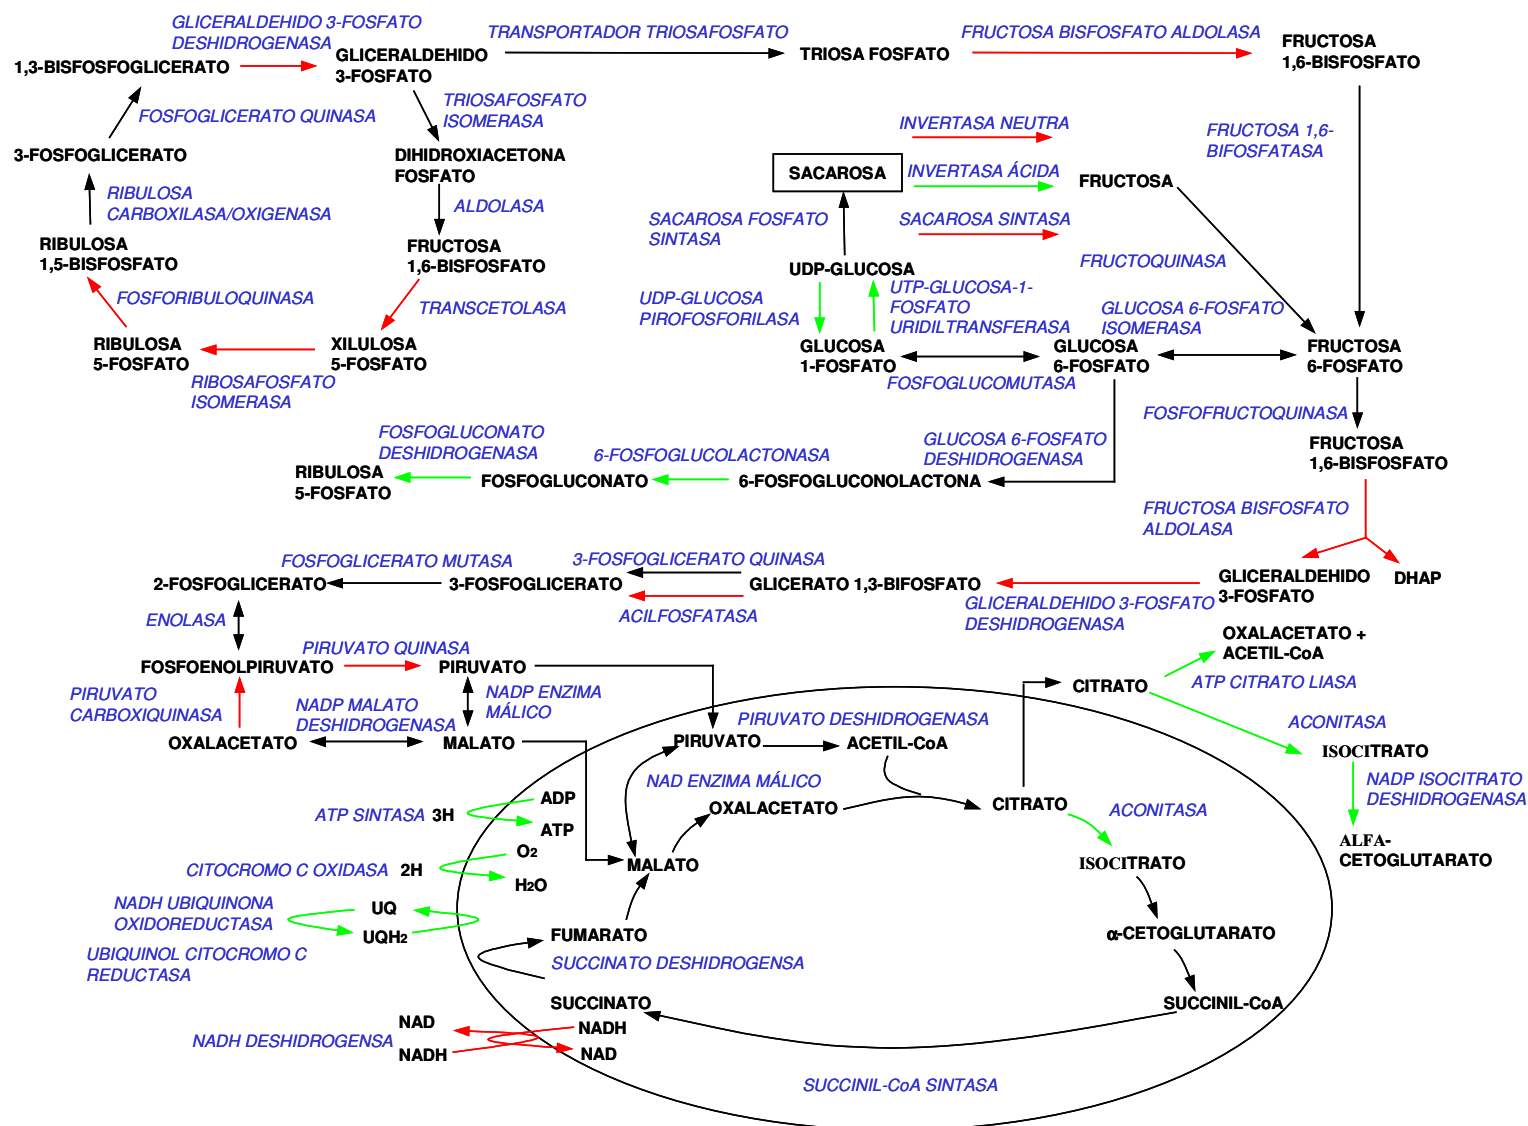 GLICERALDEHIDO 3-FOSFATO
DESHIDROGENASA
1,3-BISFOSFOGLICERATO
GLICERALDEHIDO
3-FOSFATO
TRANSPORTADOR TRIOSAFOSFATO
TRIOSA FOSFATO
FRUCTOSA BISFOSFATO ALDOLASA
FRUCTOSA
1,6-BISFOSFATO
FOSFOGLICERATO QUINASA
TRIOSAFOSFATO
ISOMERASA
3-FOSFOGLICERATO
DIHIDROXIACETONA
FOSFATO
RIBULOSA
CARBOXILASA/OXIGENASA
ALDOLASA
RIBULOSA
1,5-BISFOSFATO
FRUCTOSA
1,6-BISFOSFATO
FOSFORIBULOQUINASA
TRANSCETOLASA
RIBULOSA
5-FOSFATO
XILULOSA
5-FOSFATO
RIBOSAFOSFATO
ISOMERASA
INVERTASA NEUTRA
SACAROSA
INVERTASA ÁCIDA
FRUCTOSA
FRUCTOSA 1,6-
BIFOSFATASA
SACAROSA FOSFATO
SINTASA
SACAROSA SINTASA
UDP-GLUCOSA
FRUCTOQUINASA
UDP-GLUCOSA
PIROFOSFORILASA
UTP-GLUCOSA-1-
FOSFATO
URIDILTRANSFERASA
GLUCOSA 6-FOSFATO
ISOMERASA
GLUCOSA
1-FOSFATO
GLUCOSA
6-FOSFATO
FRUCTOSA
6-FOSFATO
FOSFOGLUCOMUTASA
FOSFOFRUCTOQUINASA
FOSFOGLUCONATO
DESHIDROGENASA
6-FOSFOGLUCOLACTONASA
GLUCOSA 6-FOSFATO
DESHIDROGENASA
FRUCTOSA
1,6-BISFOSFATO
RIBULOSA
5-FOSFATO
FOSFOGLUCONATO
6-FOSFOGLUCONOLACTONA
FRUCTOSA BISFOSFATO
ALDOLASA
FOSFOGLICERATO MUTASA
3-FOSFOGLICERATO QUINASA
2-FOSFOGLICERATO
3-FOSFOGLICERATO
GLICERATO 1,3-BIFOSFATO
GLICERALDEHIDO
3-FOSFATO
DHAP
ACILFOSFATASA
GLICERALDEHIDO 3-FOSFATO
DESHIDROGENASA
ENOLASA
PIRUVATO QUINASA
FOSFOENOLPIRUVATO
PIRUVATO
OXALACETATO +
ACETIL-CoA
PIRUVATO
CARBOXIQUINASA
NADP MALATO
DESHIDROGENASA
NADP ENZIMA
MÁLICO
CITRATO
ATP CITRATO LIASA
OXALACETATO
MALATO
PIRUVATO DESHIDROGENASA
PIRUVATO
ACETIL-CoA
ACONITASA
ISOCITRATO
NAD ENZIMA MÁLICO
NADP ISOCITRATO
DESHIDROGENASA
OXALACETATO
CITRATO
ACONITASA
ADP
ATP SINTASA 3H
ATP
ALFA-
CETOGLUTARATO
O2
CITOCROMO C OXIDASA 2H
H2O
MALATO
ISOCITRATO
NADH UBIQUINONA
OXIDOREDUCTASA
UQ
UQH2
FUMARATO
α-CETOGLUTARATO
UBIQUINOL CITOCROMO C
REDUCTASA
SUCCINATO DESHIDROGENSA
SUCCINATO
SUCCINIL-CoA
NAD
NADH
NADH DESHIDROGENSA
NADH
NAD
SUCCINIL-CoA SINTASA